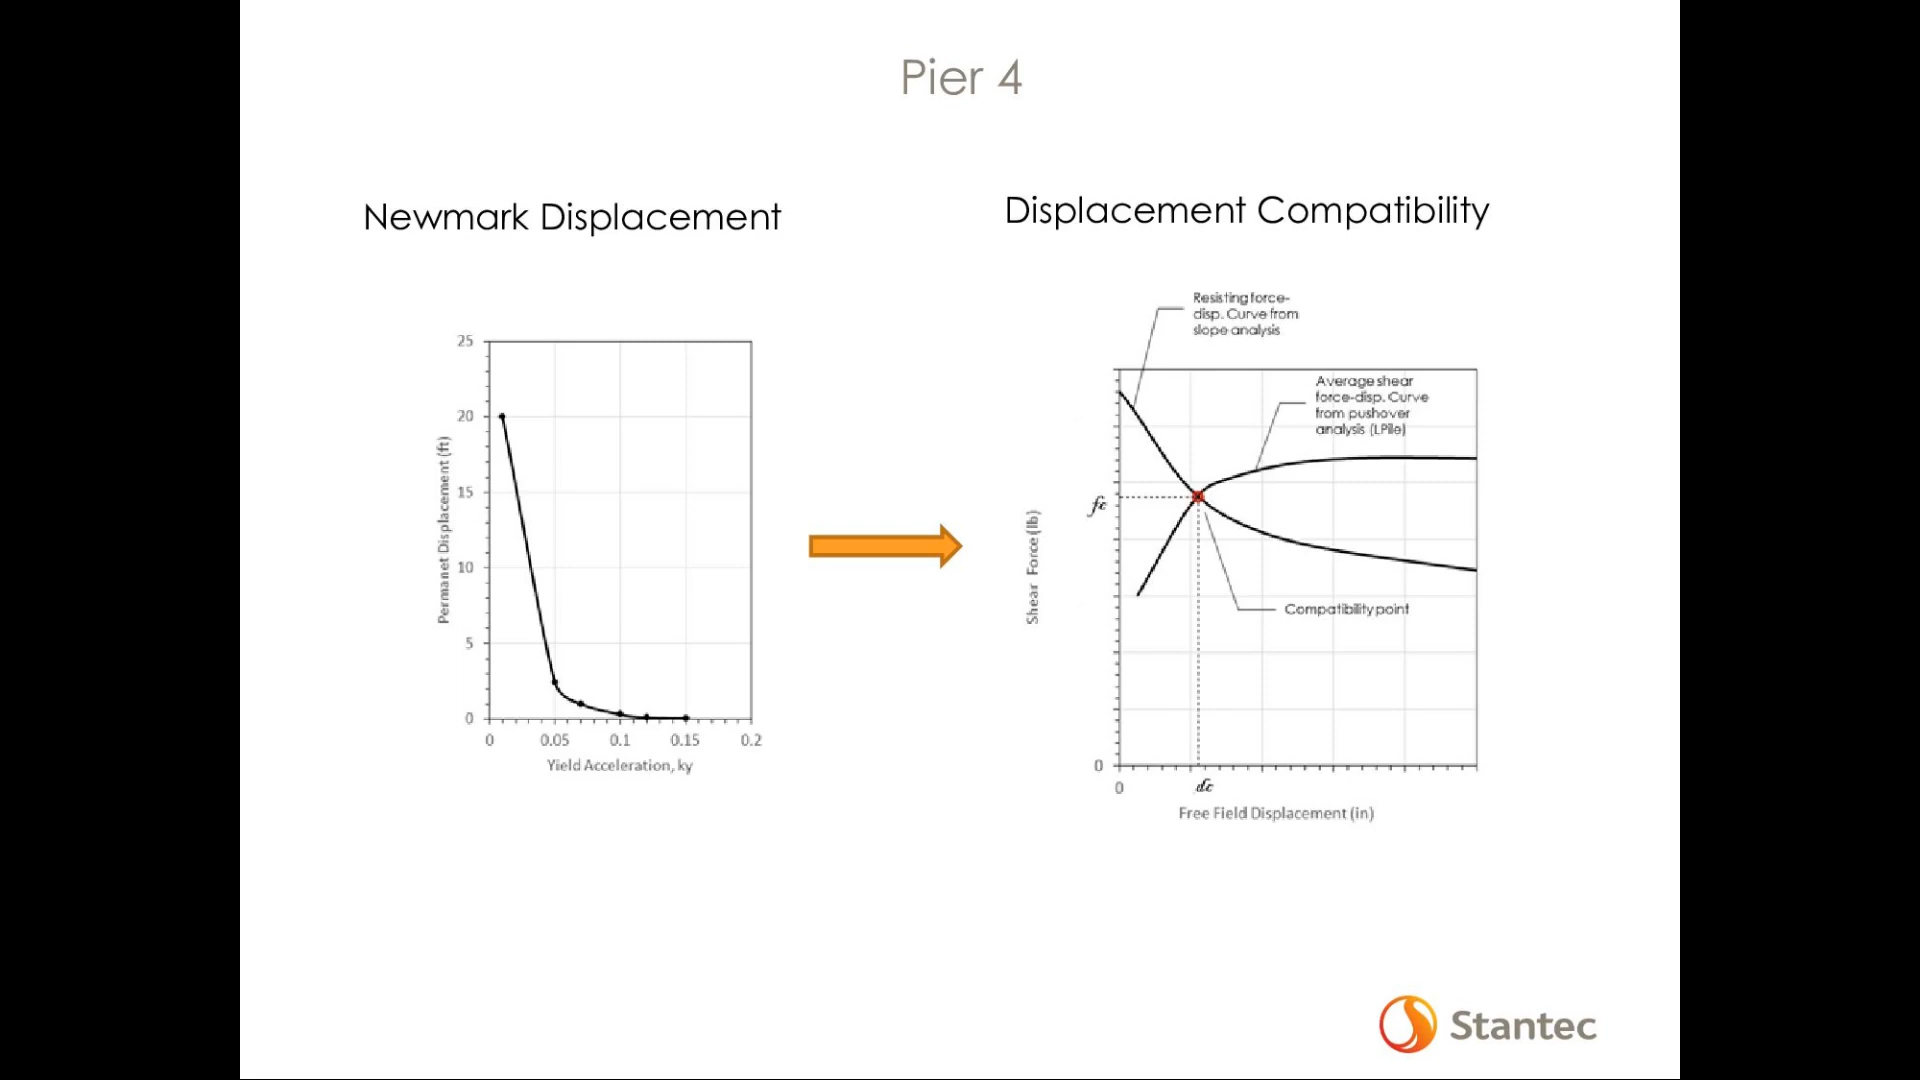 Pier 4
Newmark Displacement
Displacement Compatibility
25
20
15
10
5
0
Permanet Displacement (ft)
0 0.05 0.1 0.15 0.2
Yield Acceleration, ky
Resisting force-
disp. Curve from
slope analysis
Average shear
force-disp. Curve
from pushover
analysis (LPile)
fc
Shear Force (lb)
Compatibility point
0
0
dc
Free Field Displacement (in)
Stantec